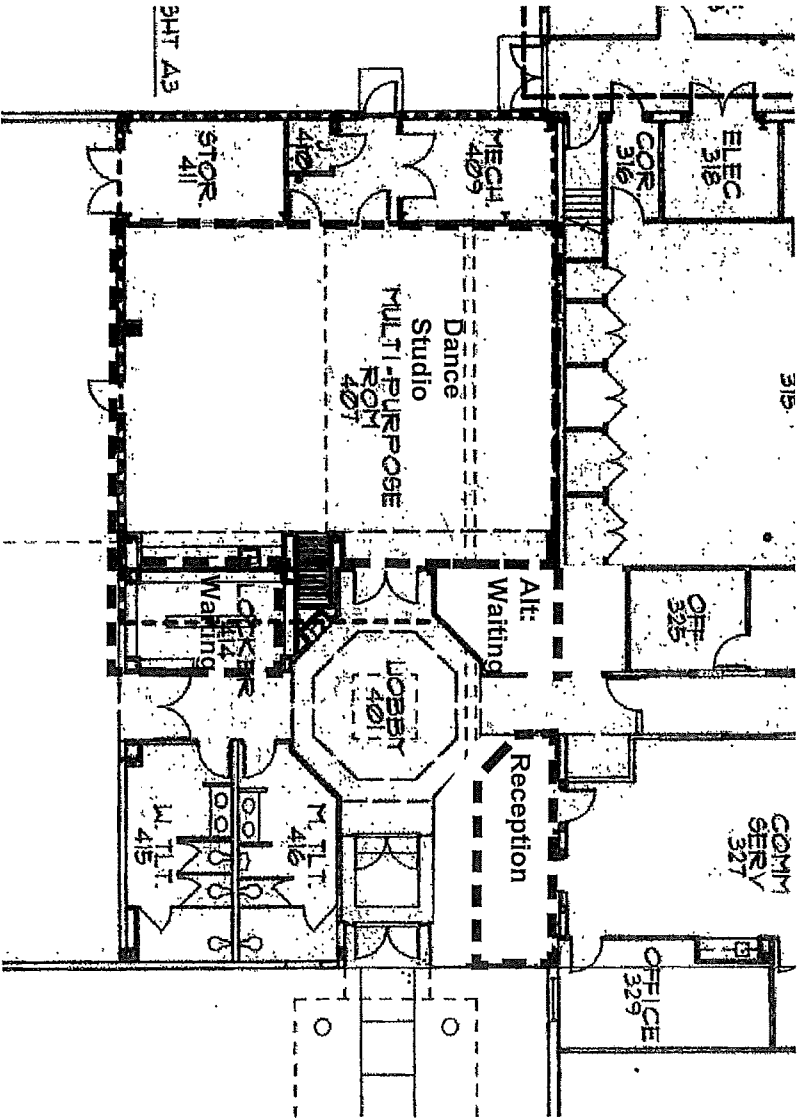 SHT A3
STOR
411
410
MECH
409
COR
316
ELEC
318
315
Dance
Studio
MULTI-PURPOSE
ROOM
407
LOCKER
414
Waiting
Alt:
Waiting
OFF
325
LOBBY
401
Reception
W. TLT.
415
M. TLT.
416
COMM
SERV
327
OFFICE
329